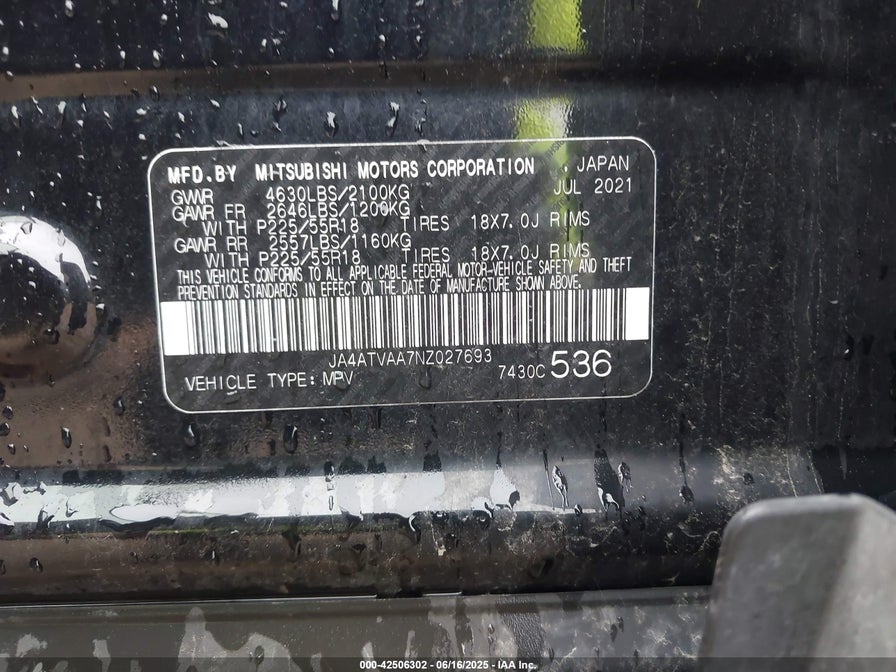 MFD.BY MITSUBISHI MOTORS CORPORATION . JAPAN
GVWR 4630LBS/2100KG JUL 2021
GAWR FR 2646LBS/1200KG
WITH P225/55R18 TIRES 18X7.0J RIMS
GAWR RR 2557LBS/1160KG
WITH P225/55R18 TIRES 18X7.0J RIMS
THIS VEHICLE CONFORMS TO ALL APPLICABLE FEDERAL MOTOR-VEHICLE SAFETY AND THEFT
PREVENTION STANDARDS IN EFFECT ON THE DATE OF MANUFACTURE SHOWN ABOVE.
JA4ATVAA7NZ027693
VEHICLE TYPE: MPV 7430C 536
000-42506302 - 06/16/2025 - IAA Inc.